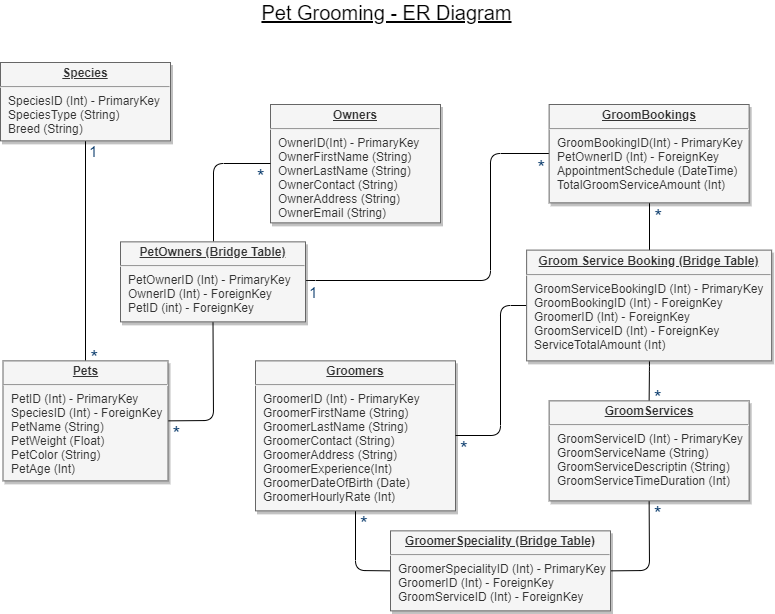 Pet Grooming - ER Diagram
Species
SpeciesID (Int) - PrimaryKey
SpeciesType (String)
Breed (String)
1
*
Owners
OwnerID(Int) - PrimaryKey
OwnerFirstName (String)
OwnerLastName (String)
OwnerContact (String)
OwnerAddress (String)
OwnerEmail (String)
*
GroomBookings
GroomBookingID(Int) - PrimaryKey
PetOwnerID (Int) - ForeignKey
AppointmentSchedule (DateTime)
TotalGroomServiceAmount (Int)
*
*
PetOwners (Bridge Table)
PetOwnerID (Int) - PrimaryKey
OwnerID (Int) - ForeignKey
PetID (int) - ForeignKey
1
Groom Service Booking (Bridge Table)
GroomServiceBookingID (Int) - PrimaryKey
GroomBookingID (Int) - ForeignKey
GroomerID (Int) - ForeignKey
GroomServiceID (Int) - ForeignKey
ServiceTotalAmount (Int)
Pets
PetID (Int) - PrimaryKey
SpeciesID (Int) - ForeignKey
PetName (String)
PetWeight (Float)
PetColor (String)
PetAge (Int)
*
Groomers
GroomerID (Int) - PrimaryKey
GroomerFirstName (String)
GroomerLastName (String)
GroomerContact (String)
GroomerAddress (String)
GroomerExperience(Int)
GroomerDateOfBirth (Date)
GroomerHourlyRate (Int)
*
*
*
GroomServices
GroomServiceID (Int) - PrimaryKey
GroomServiceName (String)
GroomServiceDescriptin (String)
GroomServiceTimeDuration (Int)
*
GroomerSpeciality (Bridge Table)
GroomerSpecialityID (Int) - PrimaryKey
GroomerID (Int) - ForeignKey
GroomServiceID (Int) - ForeignKey